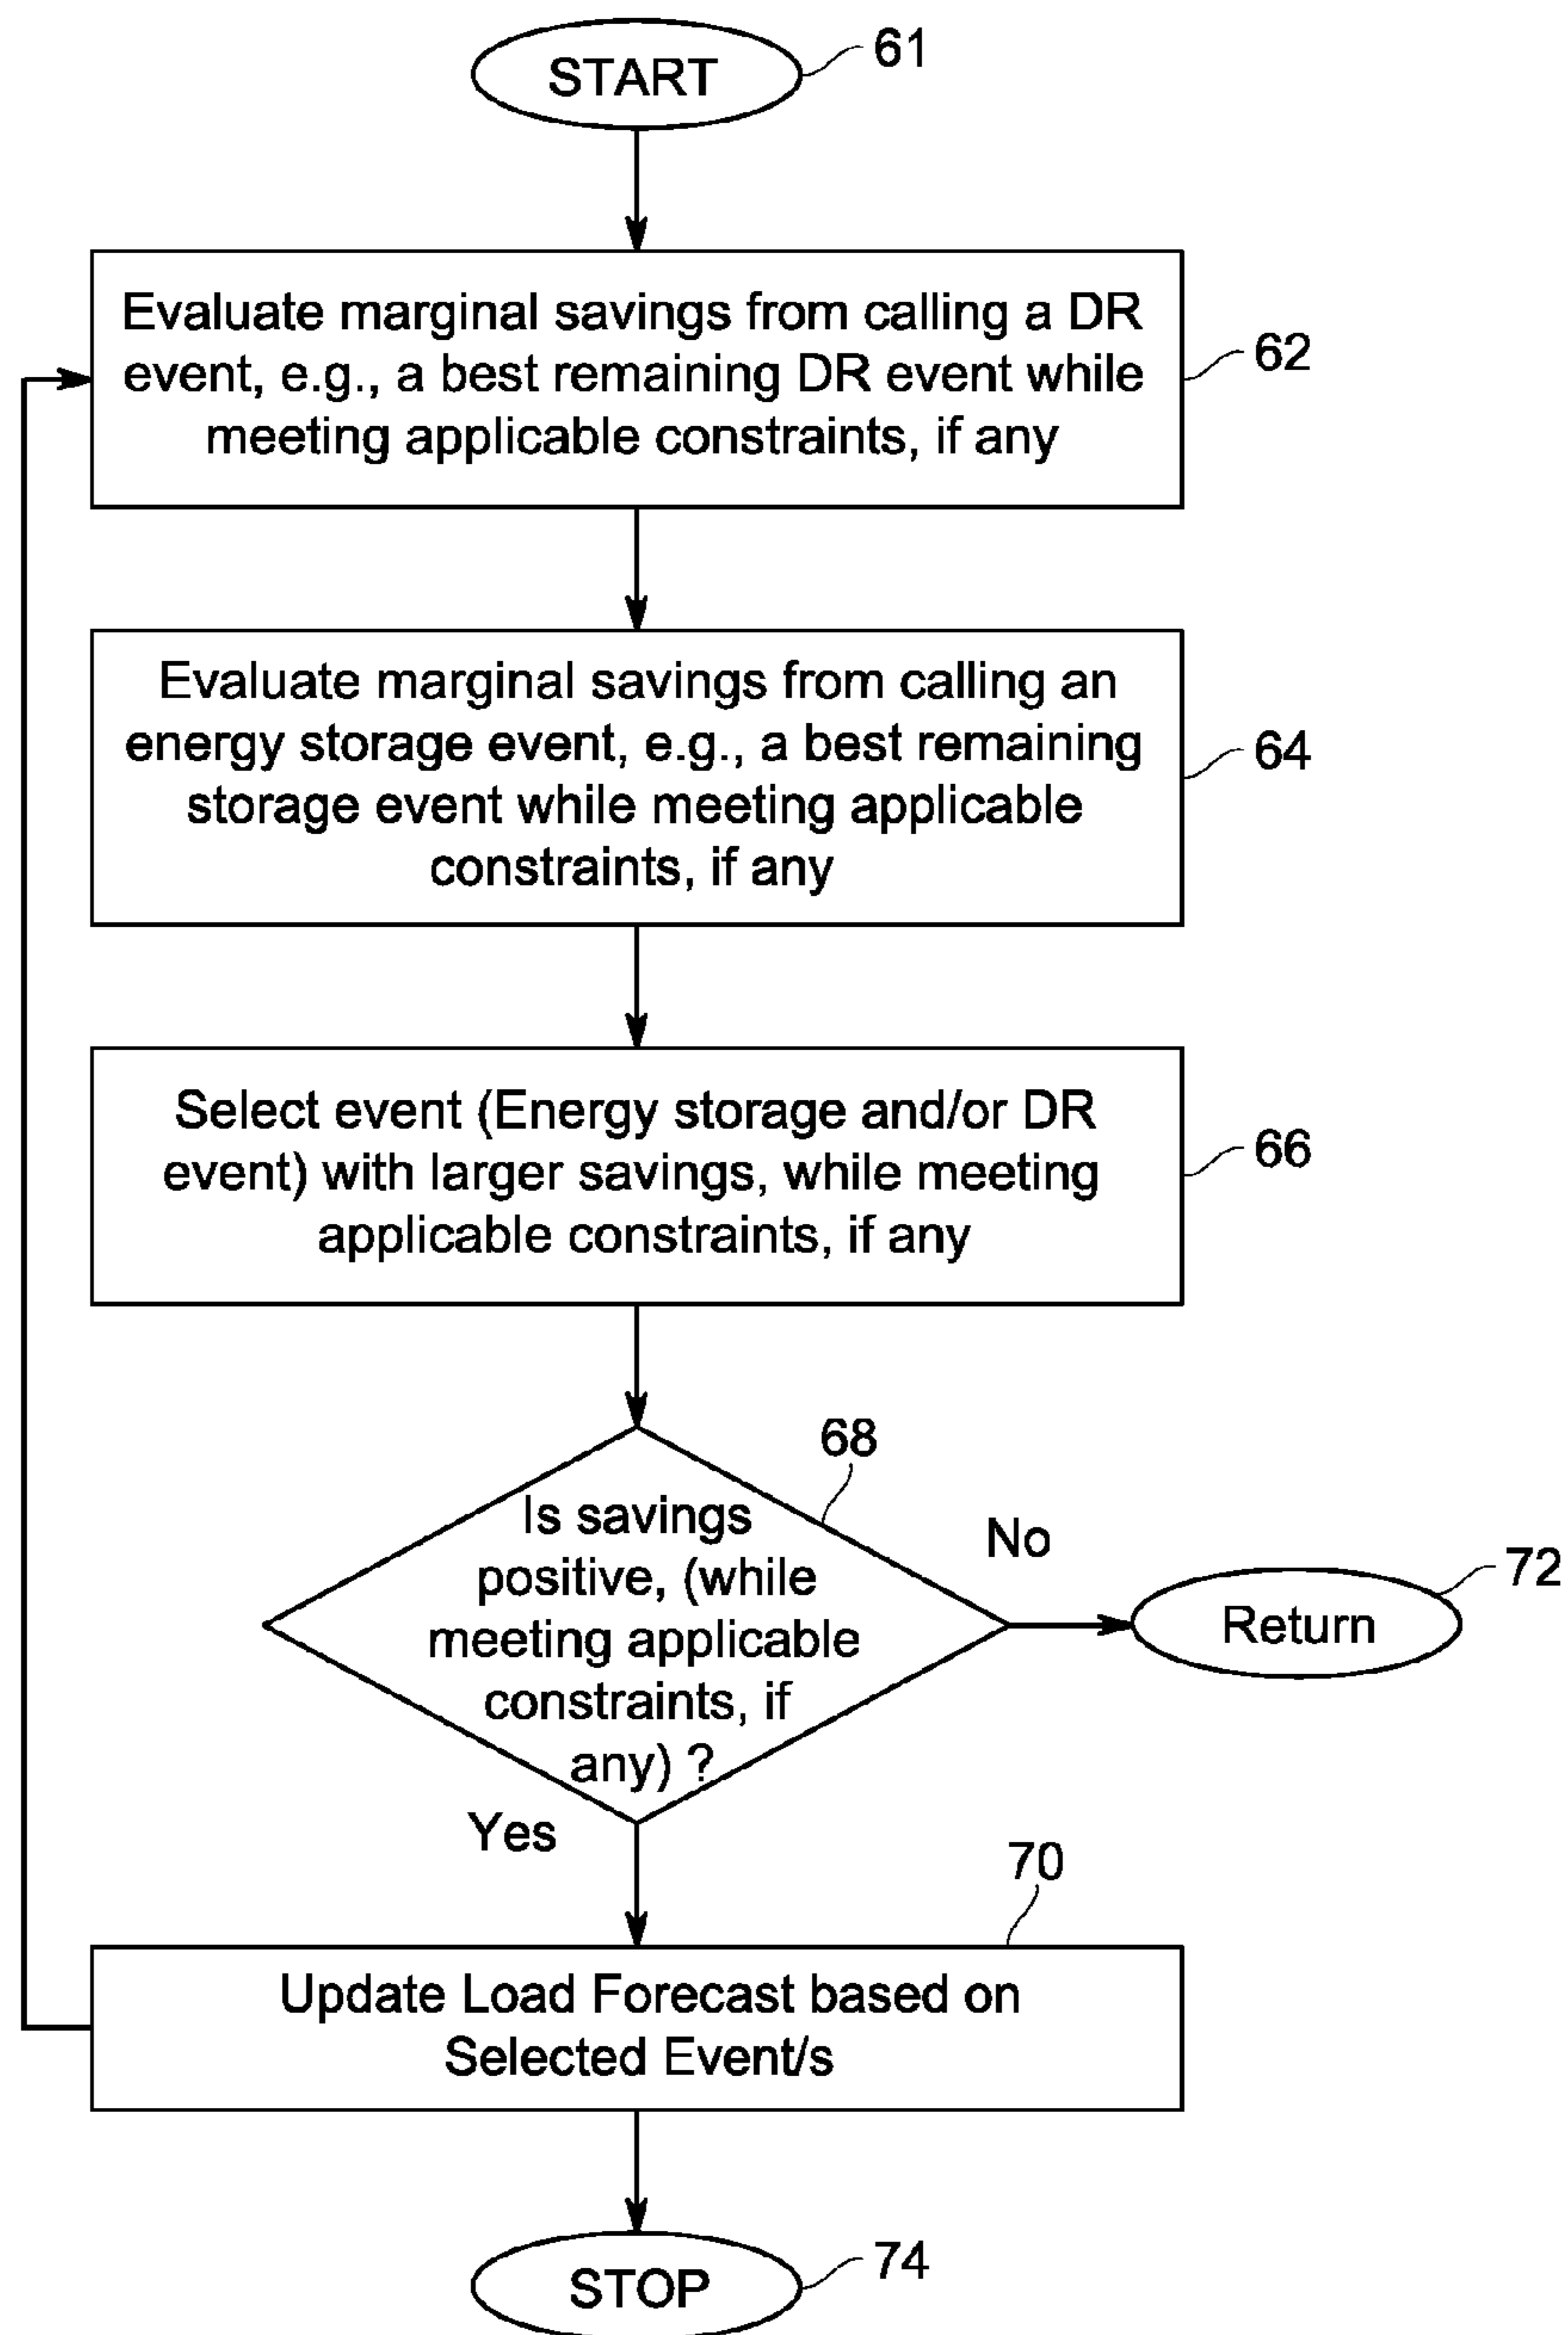 START
61
Evaluate marginal savings from calling a DR
event, e.g., a best remaining DR event while
meeting applicable constraints, if any
62
Evaluate marginal savings from calling an
energy storage event, e.g., a best remaining
storage event while meeting applicable
constraints, if any
64
Select event (Energy storage and/or DR
event) with larger savings, while meeting
applicable constraints, if any
66
68
Is savings
positive, (while
meeting applicable
constraints, if
any) ?
No
Return
72
Yes
70
Update Load Forecast based on
Selected Event/s
STOP
74